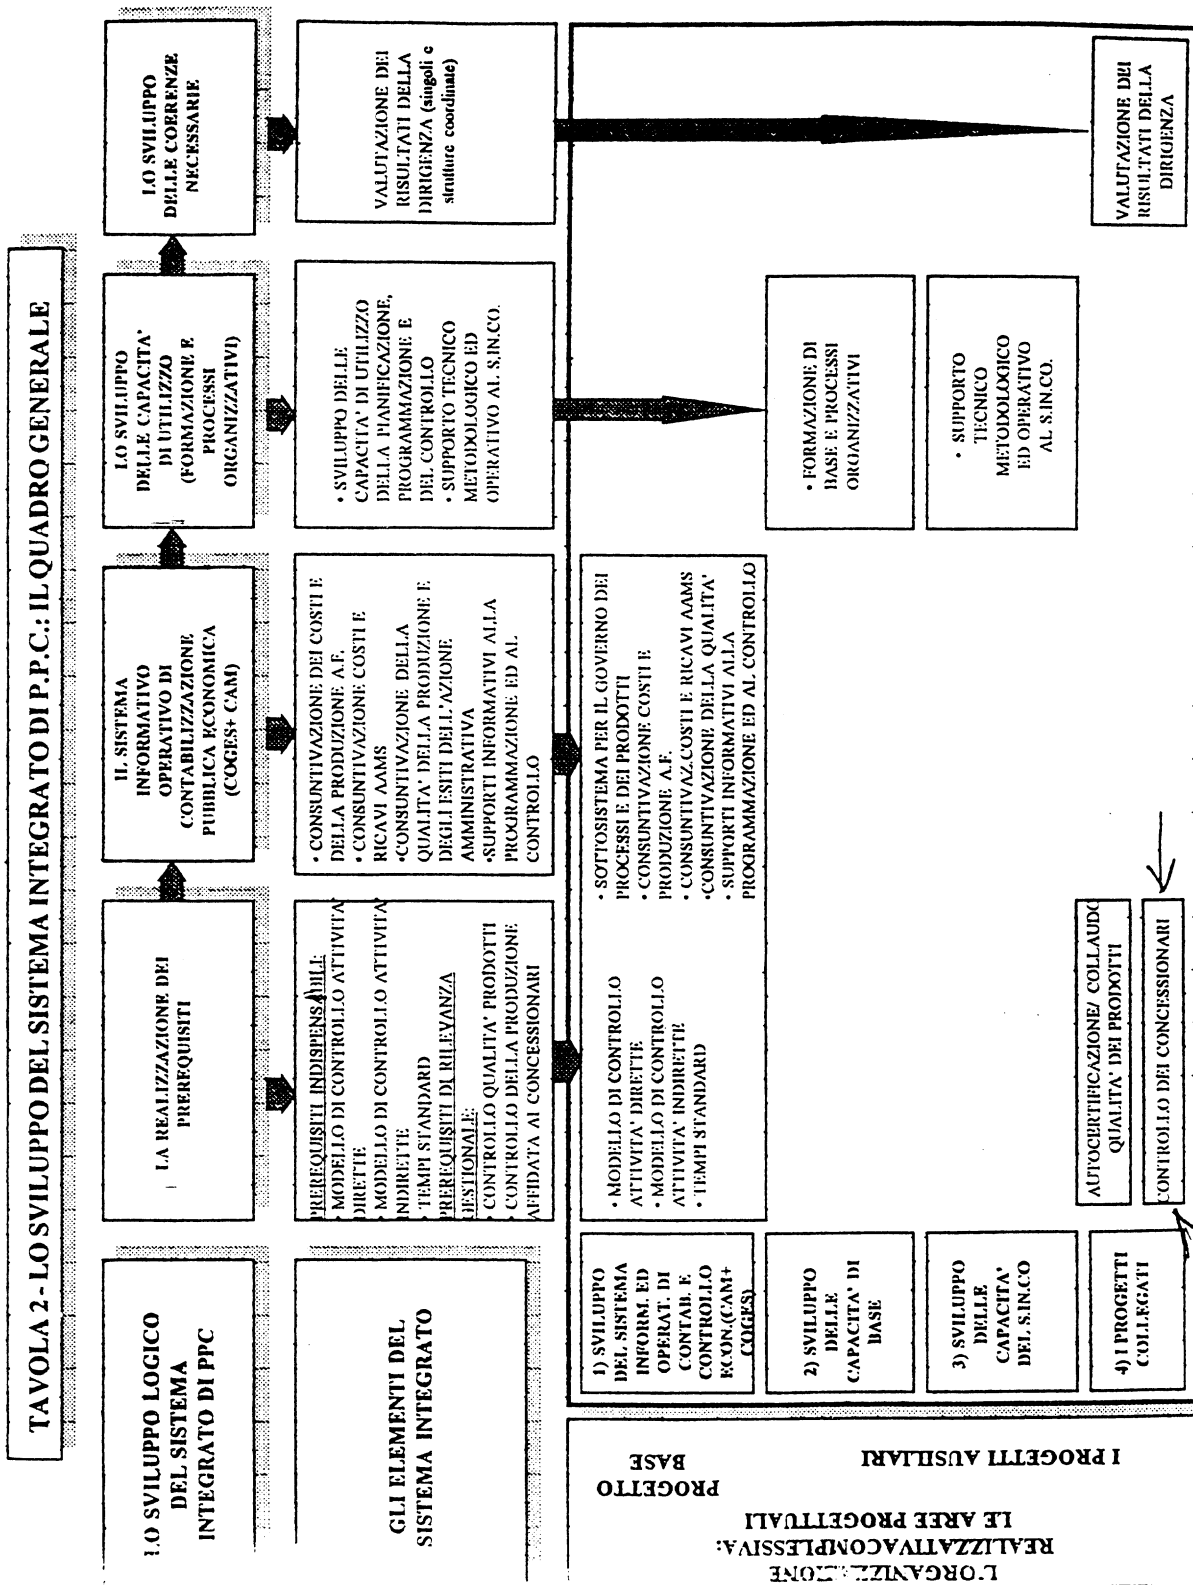 TAVOLA 2 - LO SVILUPPO DEL SISTEMA INTEGRATO DI P.P.C.: IL QUADRO GENERALE
LO SVILUPPO LOGICO
DEL SISTEMA
INTEGRATO DI PPC
LA REALIZZAZIONE DEI
PREREQUISITI
IL SISTEMA
INFORMATIVO
OPERATIVO DI
CONTABILIZZAZIONE
PUBBLICA ECONOMICA
(COGES+ CAM)
LO SVILUPPO
DELLE CAPACITA'
DI UTILIZZO
(FORMAZIONE E
PROCESSI
ORGANIZZATIVI)
LO SVILUPPO
DELLE COERENZE
NECESSARIE
GLI ELEMENTI DEL
SISTEMA INTEGRATO
PREREQUISITI INDISPENSABILI:
• MODELLO DI CONTROLLO ATTIVITA'
DIRETTE
• MODELLO DI CONTROLLO ATTIVITA'
INDIRETTE
• TEMPI STANDARD
PREREQUISITI DI RILEVANZA
GESTIONALE:
• CONTROLLO QUALITA' PRODOTTI
• CONTROLLO DELLA PRODUZIONE
AFFIDATA AI CONCESSIONARI
• CONSUNTIVAZIONE DEI COSTI E
DELLA PRODUZIONE A.F.
• CONSUNTIVAZIONE COSTI E
RICAVI AAMS
•CONSUNTIVAZIONE DELLA
QUALITA' DELLA PRODUZIONE E
DEGLI ESITI DELL'AZIONE
AMMINISTRATIVA
•SUPPORTI INFORMATIVI ALLA
PROGRAMMAZIONE ED AL
CONTROLLO
• SVILUPPO DELLE
CAPACITA' DI UTILIZZO
DELLA PIANIFICAZIONE,
PROGRAMMAZIONE E
DEL CONTROLLO
• SUPPORTO TECNICO
METODOLOGICO ED
OPERATIVO AL S.IN.CO.
VALUTAZIONE DEI
RISULTATI DELLA
DIRIGENZA (singoli e
strutture coordinate)
L'ORGANIZZAZIONE
REALIZZATIVA COMPLESSIVA:
LE AREE PROGETTUALI
PROGETTO
BASE
I PROGETTI AUSILIARI
1) SVILUPPO
DEL SISTEMA
INFORM. ED
OPERAT. DI
CONTAB. E
CONTROLLO
ECON.(CAM+
COGES)
• MODELLO DI CONTROLLO
ATTIVITA' DIRETTE
• MODELLO DI CONTROLLO
ATTIVITA' INDIRETTE
• TEMPI STANDARD
• SOTTOSISTEMA PER IL GOVERNO DEI
PROCESSI E DEI PRODOTTI
• CONSUNTIVAZIONE COSTI E
PRODUZIONE A.F.
• CONSUNTIVAZ.COSTI E RICAVI AAMS
•CONSUNTIVAZIONE DELLA QUALITA'
• SUPPORTI INFORMATIVI ALLA
PROGRAMMAZIONE ED AL CONTROLLO
2) SVILUPPO
DELLE
CAPACITA' DI
BASE
• FORMAZIONE DI
BASE E PROCESSI
ORGANIZZATIVI
3) SVILUPPO
DELLE
CAPACITA'
DEL S.IN.CO
• SUPPORTO
TECNICO
METODOLOGICO
ED OPERATIVO
AL S.IN.CO.
4) I PROGETTI
COLLEGATI
AUTOCERTIFICAZIONE/ COLLAUDO
QUALITA' DEI PRODOTTI
CONTROLLO DEI CONCESSIONARI
VALUTAZIONE DEI
RISULTATI DELLA
DIRIGENZA